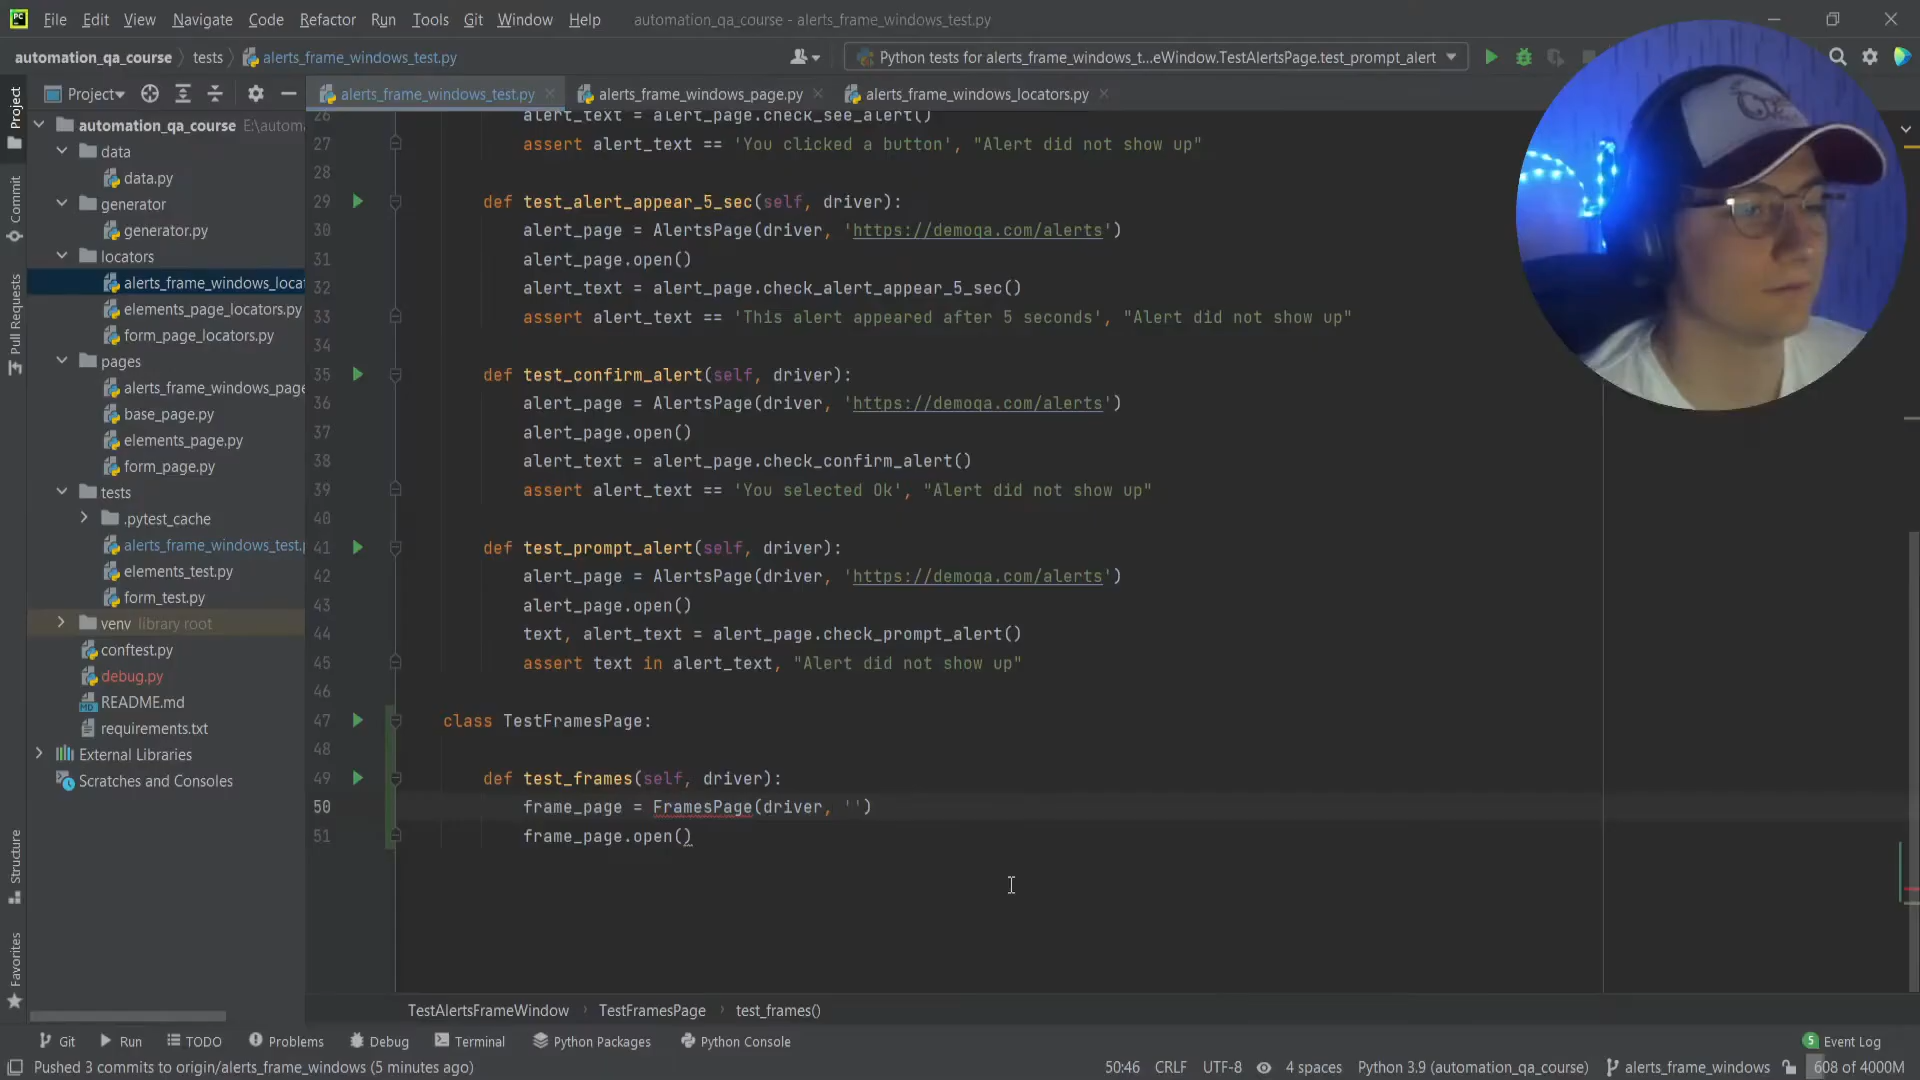 File Edit View Navigate Code Refactor Run Tools Git Window Help automation_qa_course - alerts_frame_windows_test.py
automation_qa_course tests alerts_frame_windows_test.py Python tests for alerts_frame_windows_t...eWindow.TestAlertsPage.test_prompt_alert
Project alerts_frame_windows_test.py alerts_frame_windows_page.py alerts_frame_windows_locators.py
Project
Commit
Pull Requests
Structure
Favorites
automation_qa_course E:\autom
data
data.py
generator
generator.py
locators
alerts_frame_windows_locat
elements_page_locators.py
form_page_locators.py
pages
alerts_frame_windows_page
base_page.py
elements_page.py
form_page.py
tests
.pytest_cache
alerts_frame_windows_test.
elements_test.py
form_test.py
venv library root
conftest.py
debug.py
README.md
requirements.txt
External Libraries
Scratches and Consoles
26 alert_text = alert_page.check_see_alert()
27 assert alert_text == 'You clicked a button', "Alert did not show up"
28
29 def test_alert_appear_5_sec(self, driver):
30 alert_page = AlertsPage(driver, 'https://demoqa.com/alerts')
31 alert_page.open()
32 alert_text = alert_page.check_alert_appear_5_sec()
33 assert alert_text == 'This alert appeared after 5 seconds', "Alert did not show up"
34
35 def test_confirm_alert(self, driver):
36 alert_page = AlertsPage(driver, 'https://demoqa.com/alerts')
37 alert_page.open()
38 alert_text = alert_page.check_confirm_alert()
39 assert alert_text == 'You selected Ok', "Alert did not show up"
40
41 def test_prompt_alert(self, driver):
42 alert_page = AlertsPage(driver, 'https://demoqa.com/alerts')
43 alert_page.open()
44 text, alert_text = alert_page.check_prompt_alert()
45 assert text in alert_text, "Alert did not show up"
46
47 class TestFramesPage:
48
49 def test_frames(self, driver):
50 frame_page = FramesPage(driver, '')
51 frame_page.open()
TestAlertsFrameWindow TestFramesPage test_frames()
Git Run TODO Problems Debug Terminal Python Packages Python Console 5 Event Log
Pushed 3 commits to origin/alerts_frame_windows (5 minutes ago) 50:46 CRLF UTF-8 4 spaces Python 3.9 (automation_qa_course) alerts_frame_windows 608 of 4000M